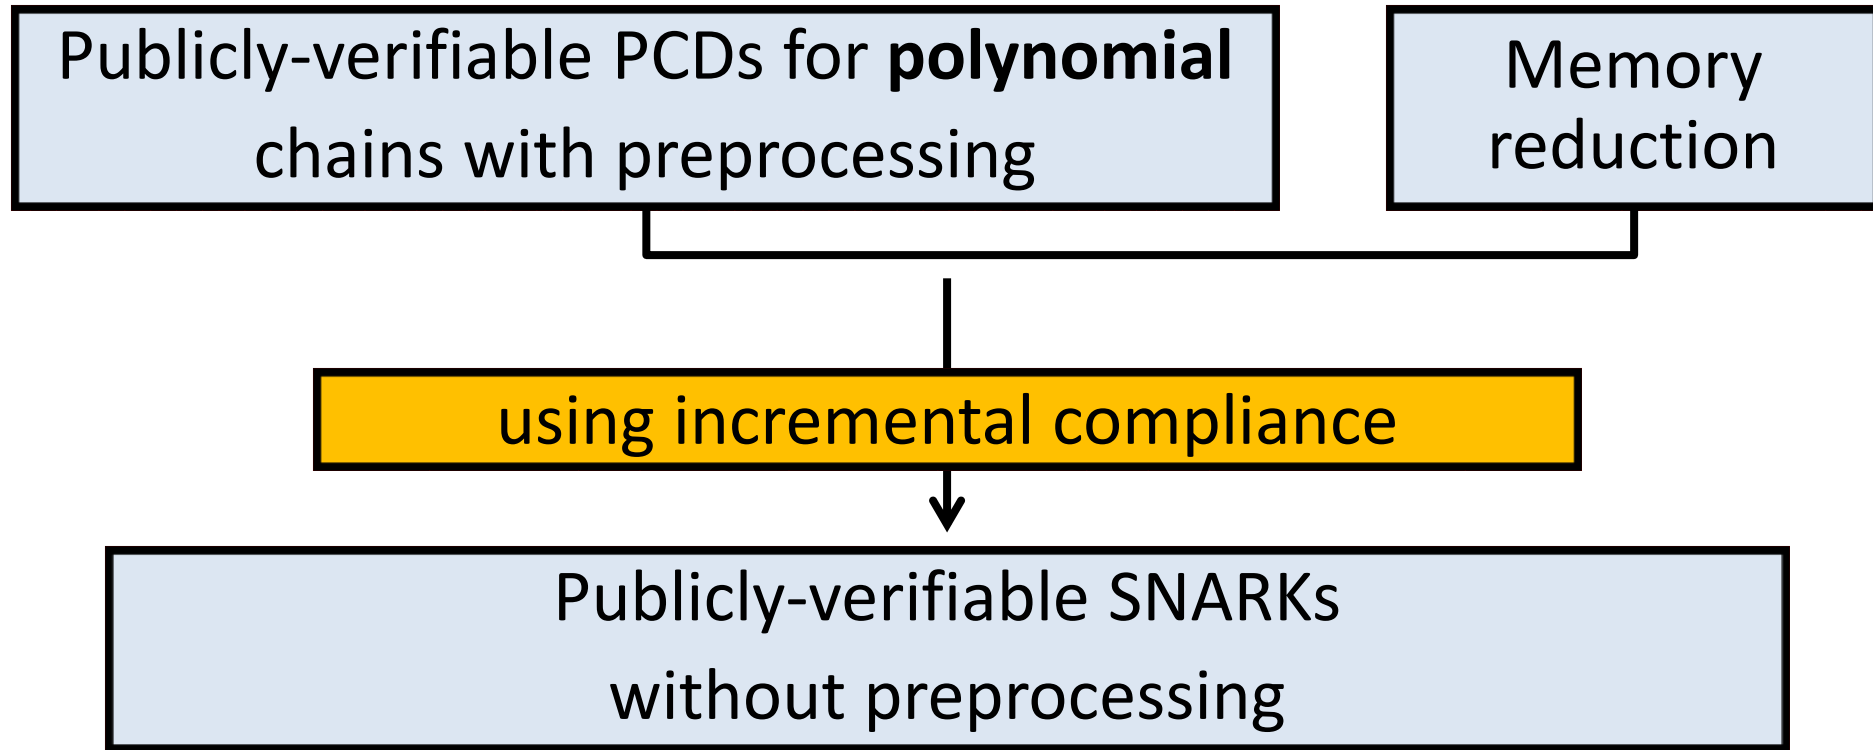 Publicly-verifiable PCDs for polynomial
chains with preprocessing
Memory
reduction
using incremental compliance
Publicly-verifiable SNARKs
without preprocessing